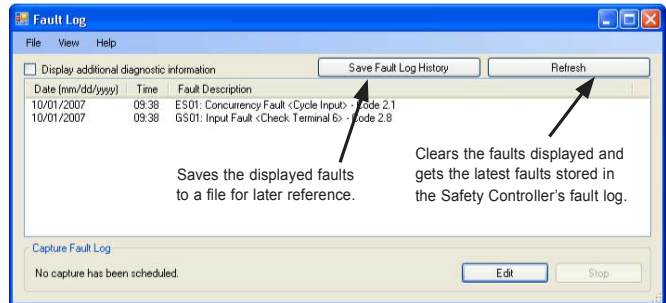 Fault Log
File View Help
Display additional diagnostic information
Save Fault Log History
Refresh
Date (mm/dd/yyyy) Time Fault Description
10/01/2007 09:38 ES01: Concurrency Fault <Cycle Input> - Code 2.1
10/01/2007 09:38 GS01: Input Fault <Check Terminal 6> - Code 2.8
Saves the displayed faults
to a file for later reference.
Clears the faults displayed and
gets the latest faults stored in
the Safety Controller's fault log.
Capture Fault Log
No capture has been scheduled.
Edit
Stop